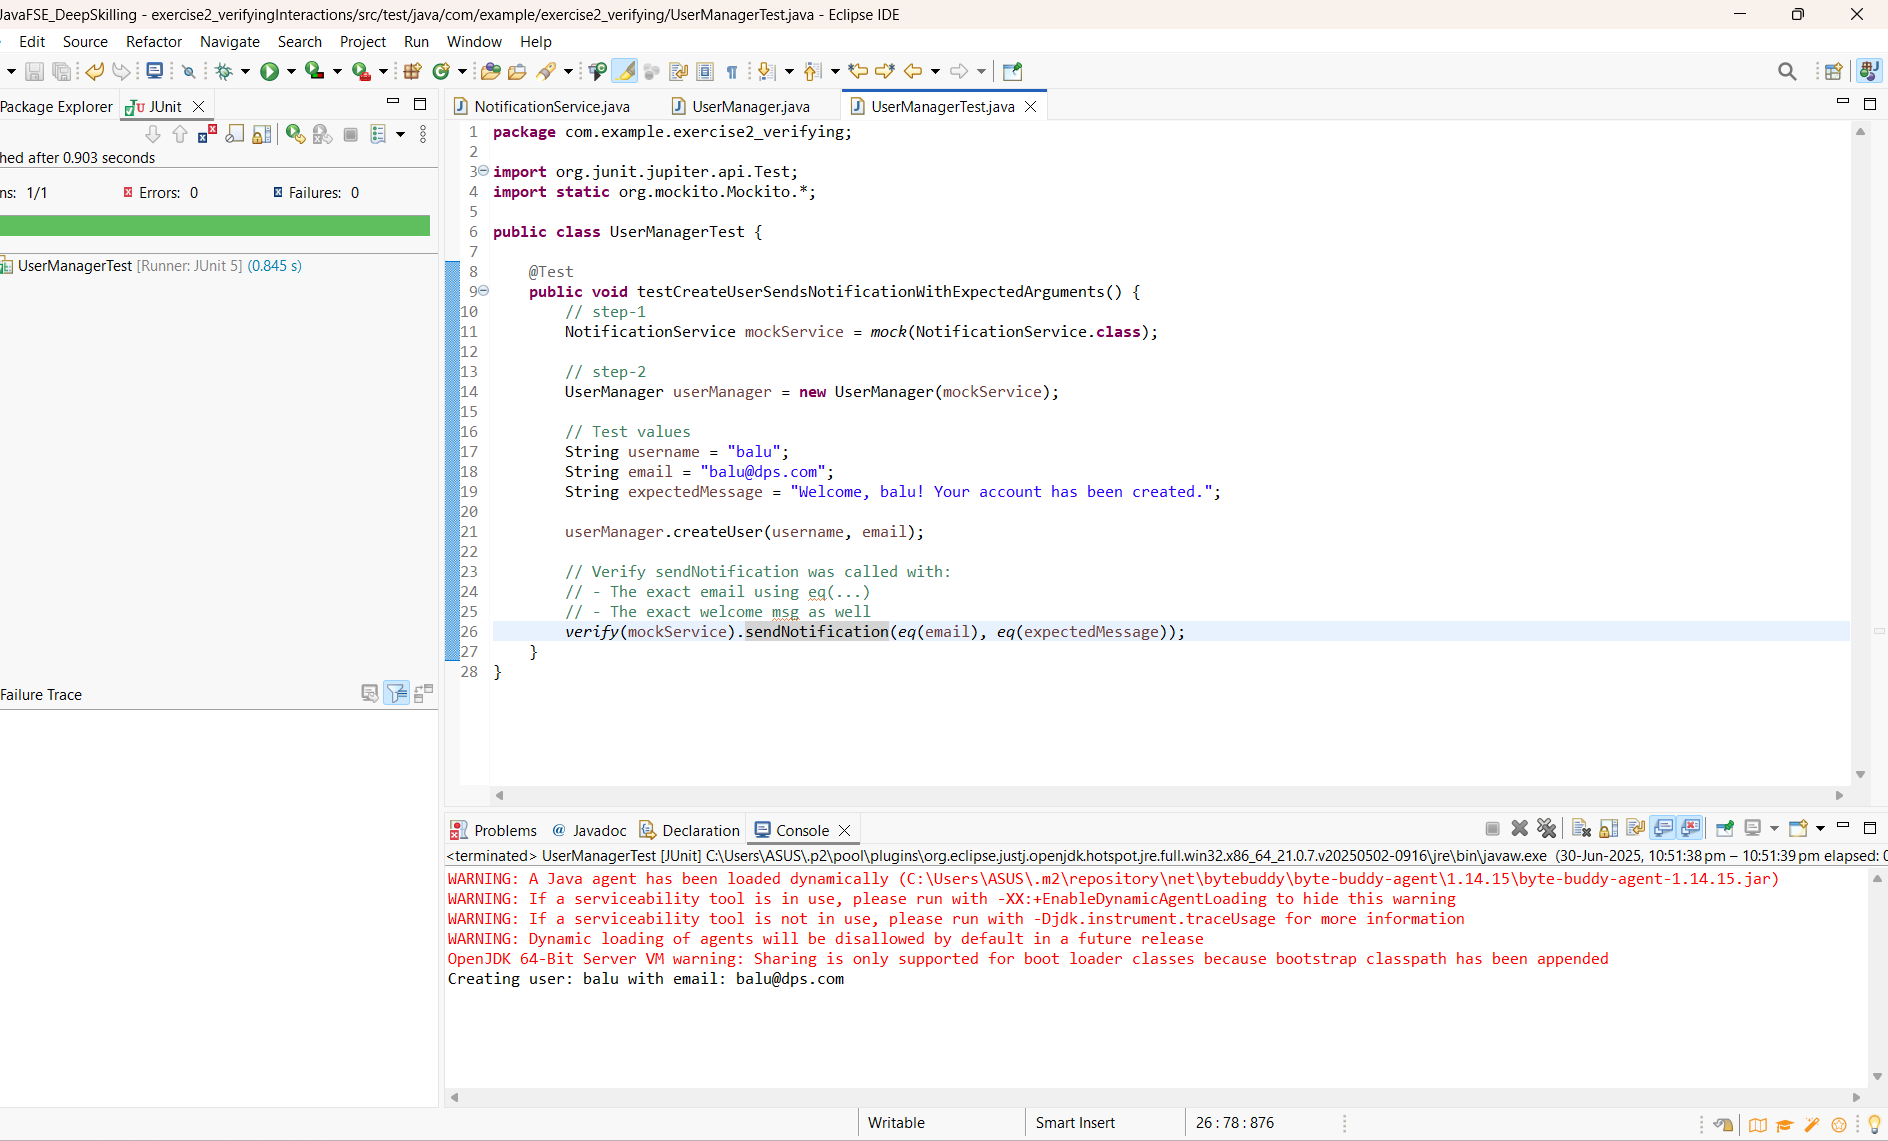 JavaFSE_DeepSkilling - exercise2_verifyingInteractions/src/test/java/com/example/exercise2_verifying/UserManagerTest.java - Eclipse IDE
Edit Source Refactor Navigate Search Project Run Window Help
Package Explorer JUnit
hed after 0.903 seconds
ns: 1/1 Errors: 0 Failures: 0
UserManagerTest [Runner: JUnit 5] (0.845 s)
Failure Trace
NotificationService.java UserManager.java UserManagerTest.java
1 package com.example.exercise2_verifying;
2
3 import org.junit.jupiter.api.Test;
4 import static org.mockito.Mockito.*;
5
6 public class UserManagerTest {
7
8 @Test
9 public void testCreateUserSendsNotificationWithExpectedArguments() {
10 // step-1
11 NotificationService mockService = mock(NotificationService.class);
12
13 // step-2
14 UserManager userManager = new UserManager(mockService);
15
16 // Test values
17 String username = "balu";
18 String email = "balu@dps.com";
19 String expectedMessage = "Welcome, balu! Your account has been created.";
20
21 userManager.createUser(username, email);
22
23 // Verify sendNotification was called with:
24 // - The exact email using eq(...)
25 // - The exact welcome msg as well
26 verify(mockService).sendNotification(eq(email), eq(expectedMessage));
27 }
28 }
Problems Javadoc Declaration Console
<terminated> UserManagerTest [JUnit] C:\Users\ASUS\.p2\pool\plugins\org.eclipse.justj.openjdk.hotspot.jre.full.win32.x86_64_21.0.7.v20250502-0916\jre\bin\javaw.exe (30-Jun-2025, 10:51:38 pm – 10:51:39 pm elapsed: 0
WARNING: A Java agent has been loaded dynamically (C:\Users\ASUS\.m2\repository\net\bytebuddy\byte-buddy-agent\1.14.15\byte-buddy-agent-1.14.15.jar)
WARNING: If a serviceability tool is in use, please run with -XX:+EnableDynamicAgentLoading to hide this warning
WARNING: If a serviceability tool is not in use, please run with -Djdk.instrument.traceUsage for more information
WARNING: Dynamic loading of agents will be disallowed by default in a future release
OpenJDK 64-Bit Server VM warning: Sharing is only supported for boot loader classes because bootstrap classpath has been appended
Creating user: balu with email: balu@dps.com
Writable Smart Insert 26 : 78 : 876